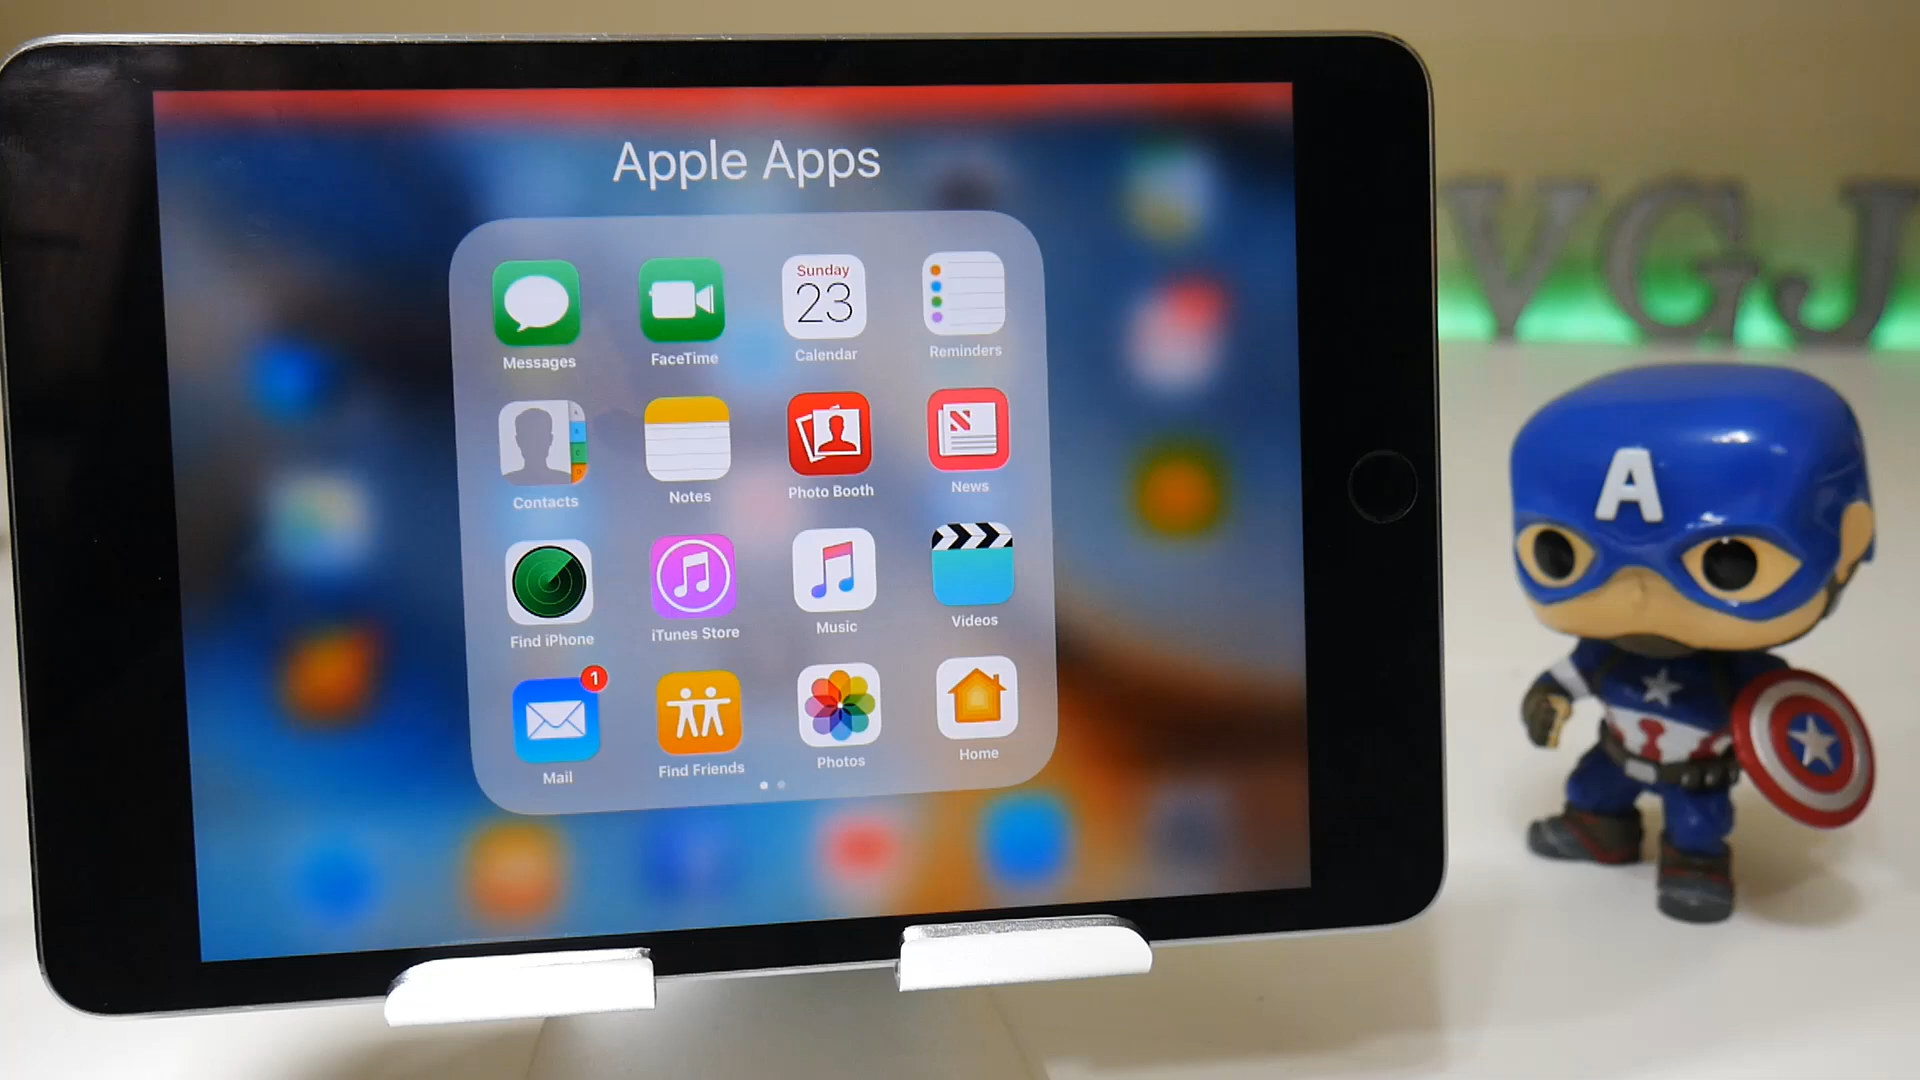 Apple Apps
Sunday
23
Messages
FaceTime
Calendar
Reminders
Contacts
Notes
Photo Booth
News
Find iPhone
iTunes Store
Music
Videos
1
Mail
Find Friends
Photos
Home
VGJ
A